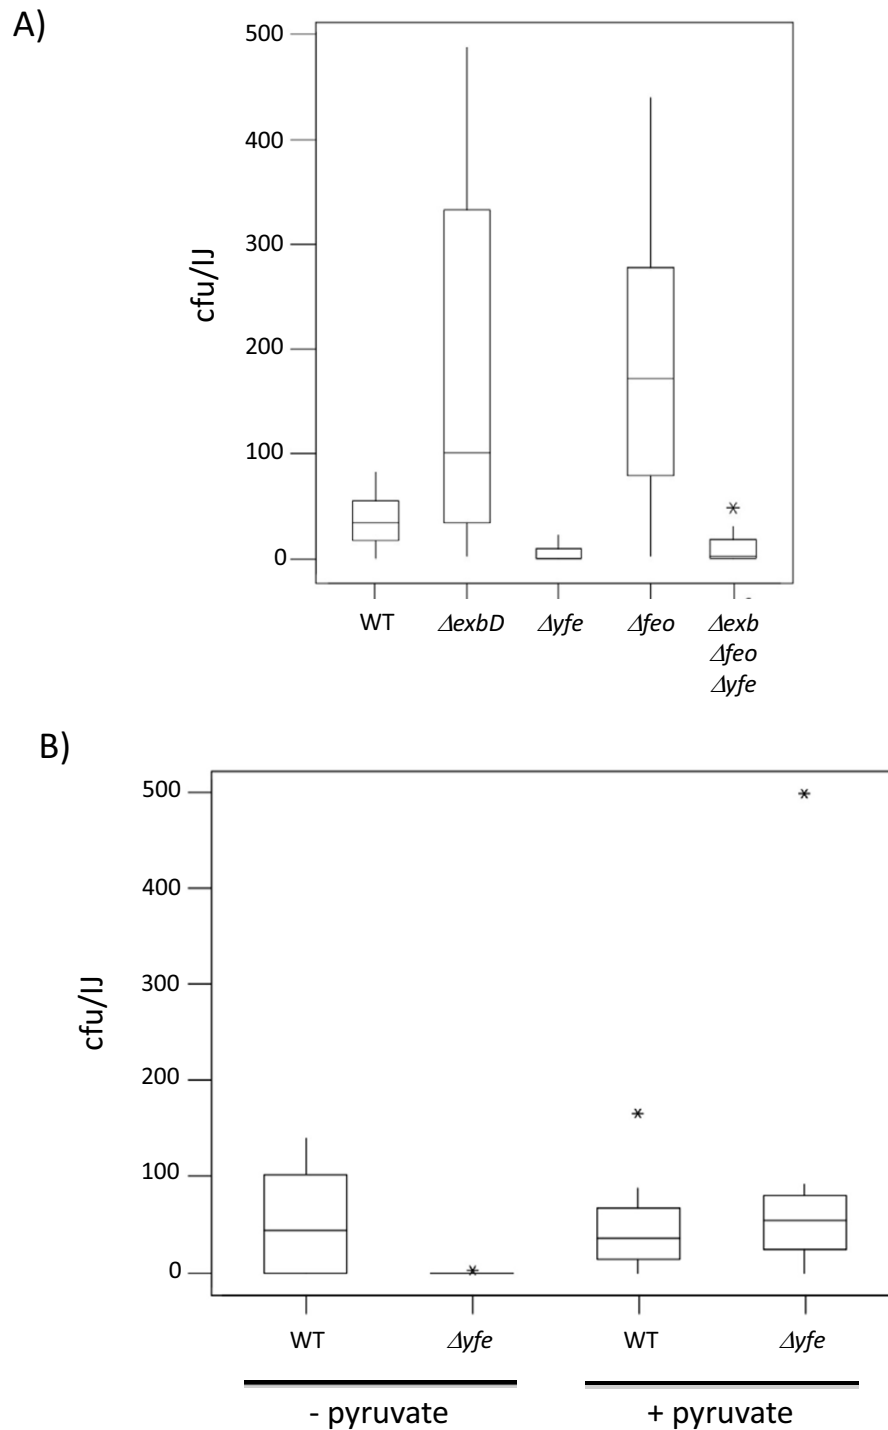 A)
500
400
300
200
100
0
cfu/IJ
WT ΔexbD Δyfe Δfeo Δexb
Δfeo
Δyfe
B)
500
400
300
200
100
0
cfu/IJ
WT Δyfe WT Δyfe
- pyruvate + pyruvate